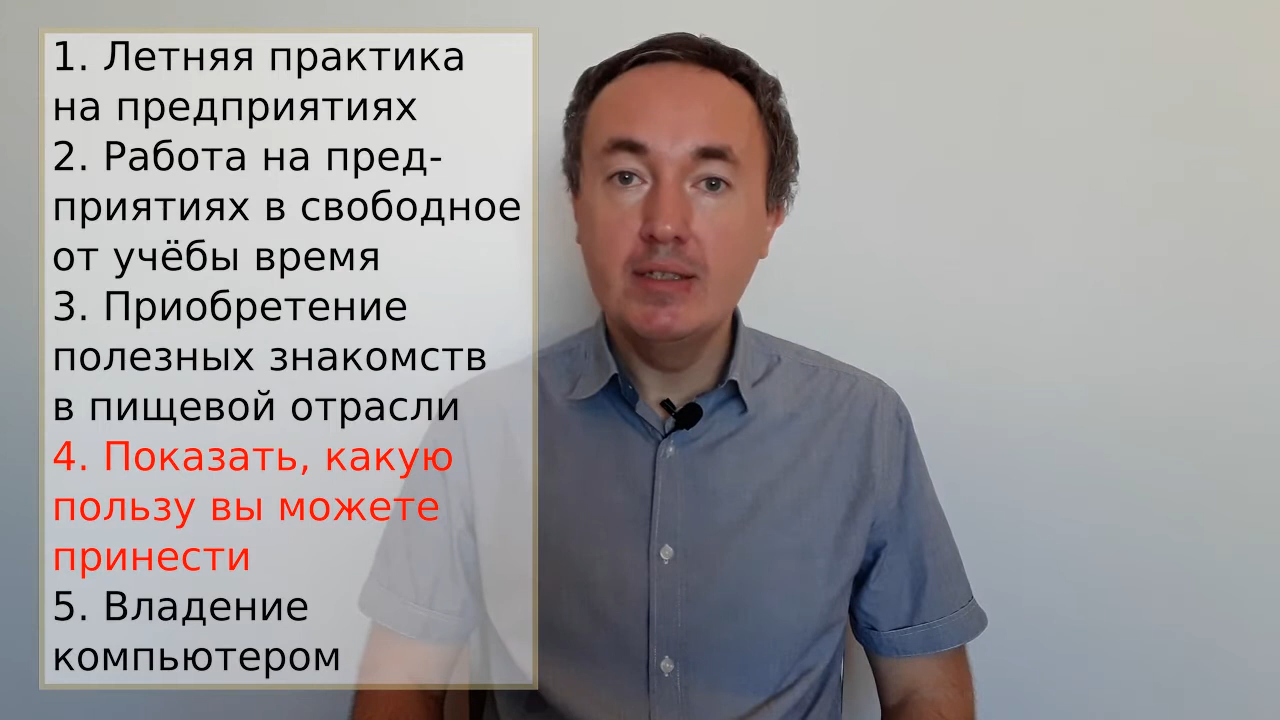 1. Летняя практика
на предприятиях
2. Работа на пред-
приятиях в свободное
от учёбы время
3. Приобретение
полезных знакомств
в пищевой отрасли
4. Показать, какую
пользу вы можете
принести
5. Владение
компьютером